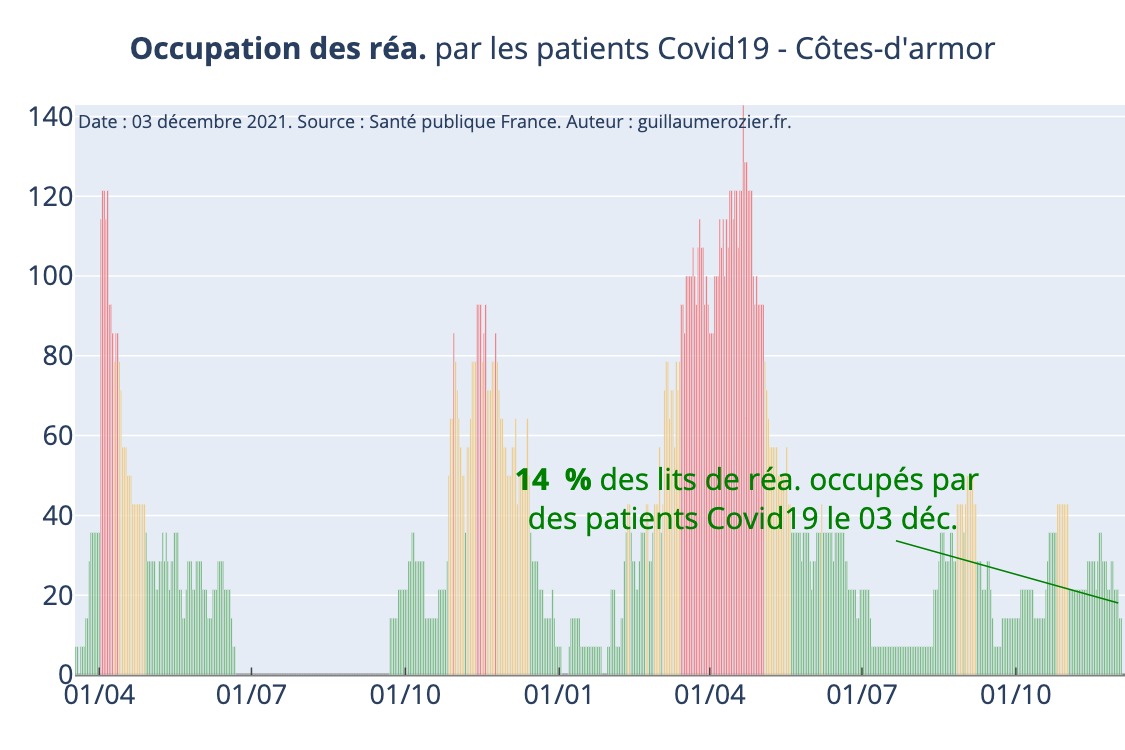 Occupation des réa. par les patients Covid19 - Côtes-d'armor
140
Date : 03 décembre 2021. Source : Santé publique France. Auteur : guillaumerozier.fr.
120
100
80
60
14 % des lits de réa. occupés par
40
des patients Covid19 le 03 déc.
20
0
01/04 01/07 01/10 01/01 01/04 01/07 01/10